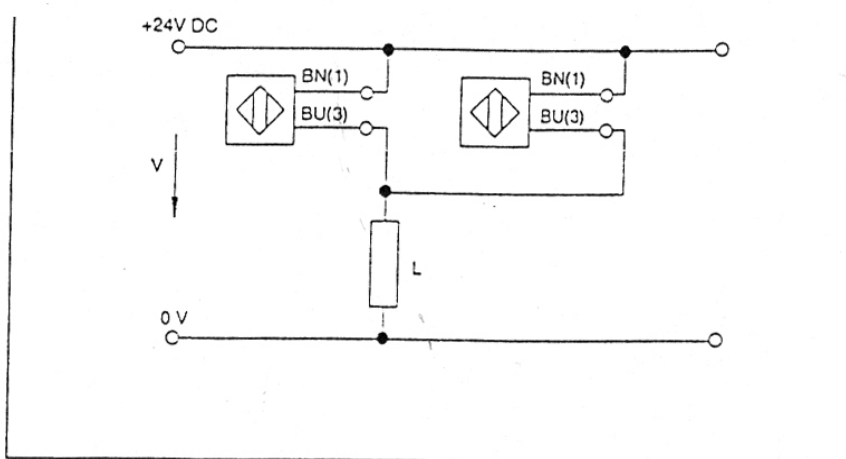 +24V DC
BN(1)
BU(3)
BN(1)
BU(3)
V
L
0 V